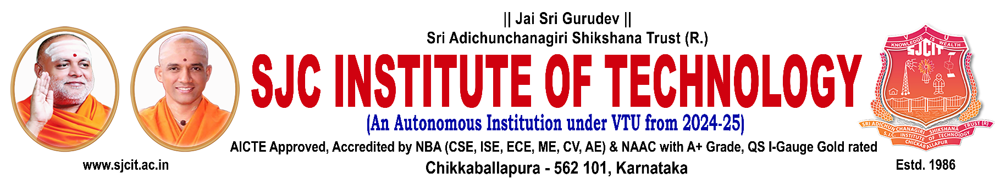 || Jai Sri Gurudev ||
Sri Adichunchanagiri Shikshana Trust (R.)
SJC INSTITUTE OF TECHNOLOGY
(An Autonomous Institution under VTU from 2024-25)
AICTE Approved, Accredited by NBA (CSE, ISE, ECE, ME, CV, AE) & NAAC with A+ Grade, QS I-Gauge Gold rated
Chikkaballapura - 562 101, Karnataka
www.sjcit.ac.in
V T U
KNOWLEDGE IS WEALTH
SJCIT
SRI ADICHUNCHANAGIRI SHIKSHANA TRUST (R)
S.J.C. INSTITUTE OF TECHNOLOGY
CHICKABALLAPUR
Estd. 1986